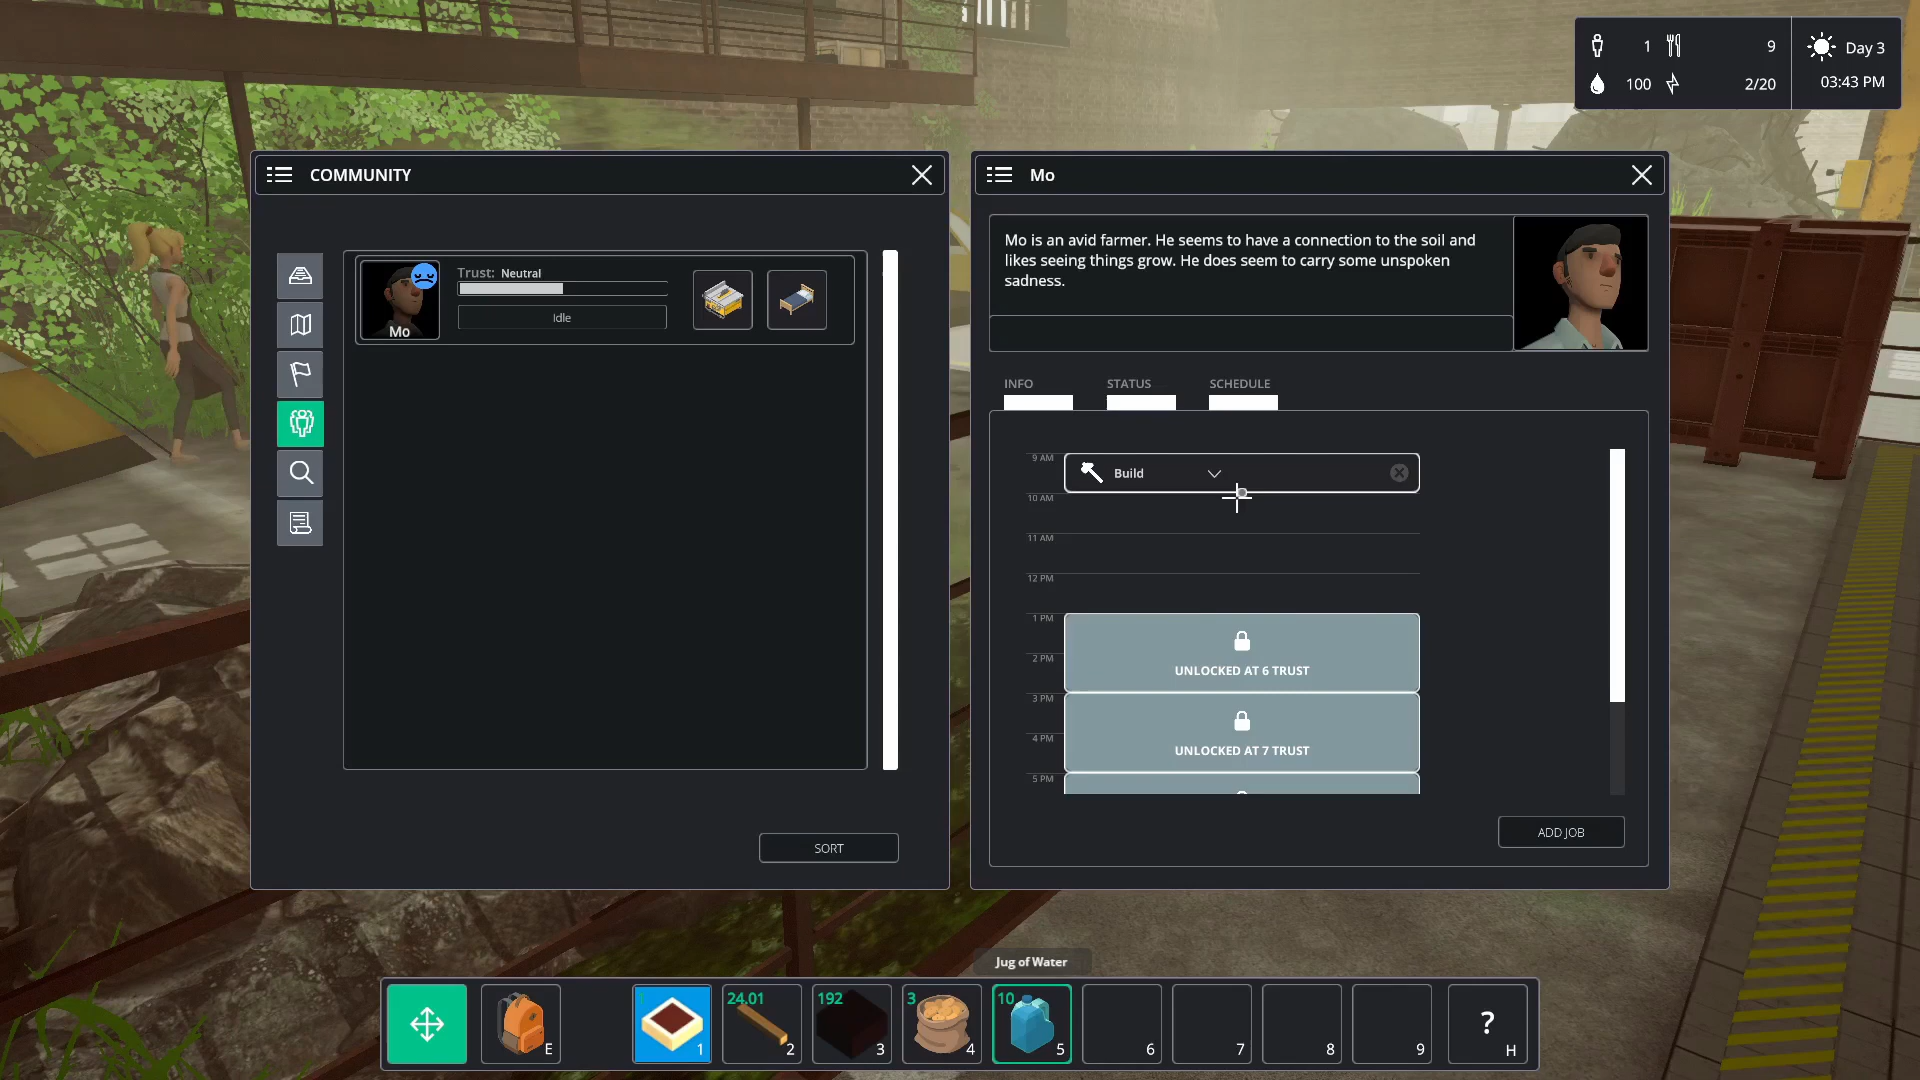 1
9
Day 3
100
2/20
03:43 PM
COMMUNITY
Trust: Neutral
Idle
Mo
SORT
Mo
Mo is an avid farmer. He seems to have a connection to the soil and
likes seeing things grow. He does seem to carry some unspoken
sadness.
INFO
STATUS
SCHEDULE
9 AM
Build
10 AM
11 AM
12 PM
1 PM
2 PM
UNLOCKED AT 6 TRUST
3 PM
4 PM
UNLOCKED AT 7 TRUST
5 PM
ADD JOB
Jug of Water
E
1
24.01
2
192
3
3
4
10
5
6
7
8
9
?
H